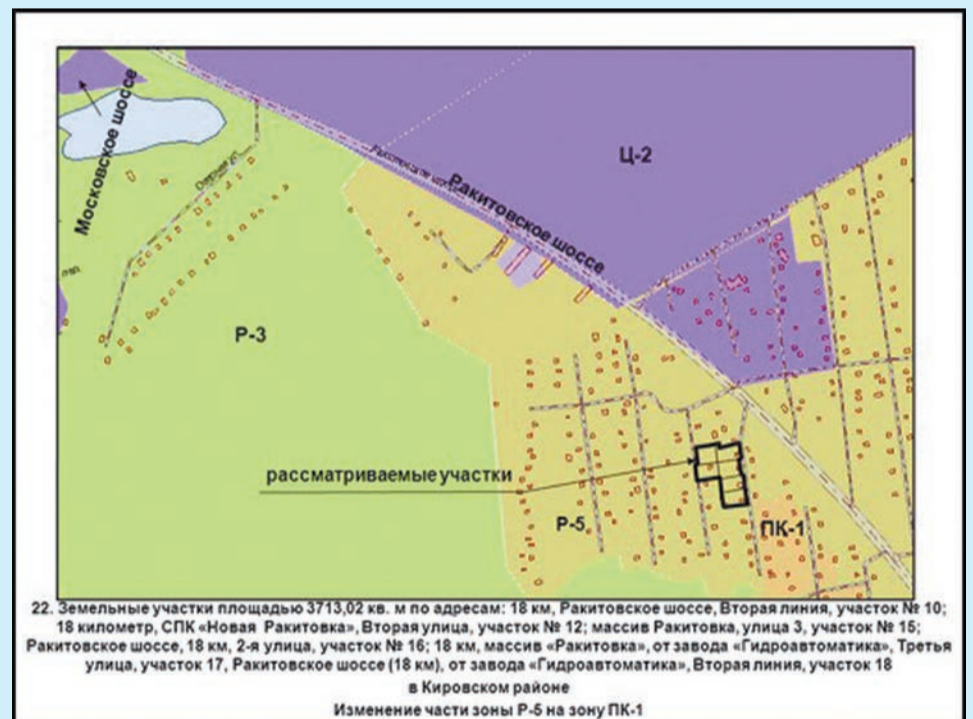 Московское шоссе
Ц-2
Ракитовское шоссе
Р-3
рассматриваемые участки
Р-5
ПК-1
22. Земельные участки площадью 3713,02 кв. м по адресам: 18 км, Ракитовское шоссе, Вторая линия, участок № 10;
18 километр, СПК «Новая Ракитовка», Вторая улица, участок № 12; массив Ракитовка, улица 3, участок № 15;
Ракитовское шоссе, 18 км, 2-я улица, участок № 16; 18 км, массив «Ракитовка», от завода «Гидроавтоматика», Третья
улица, участок 17, Ракитовское шоссе (18 км), от завода «Гидроавтоматика», Вторая линия, участок 18
в Кировском районе
Изменение части зоны Р-5 на зону ПК-1